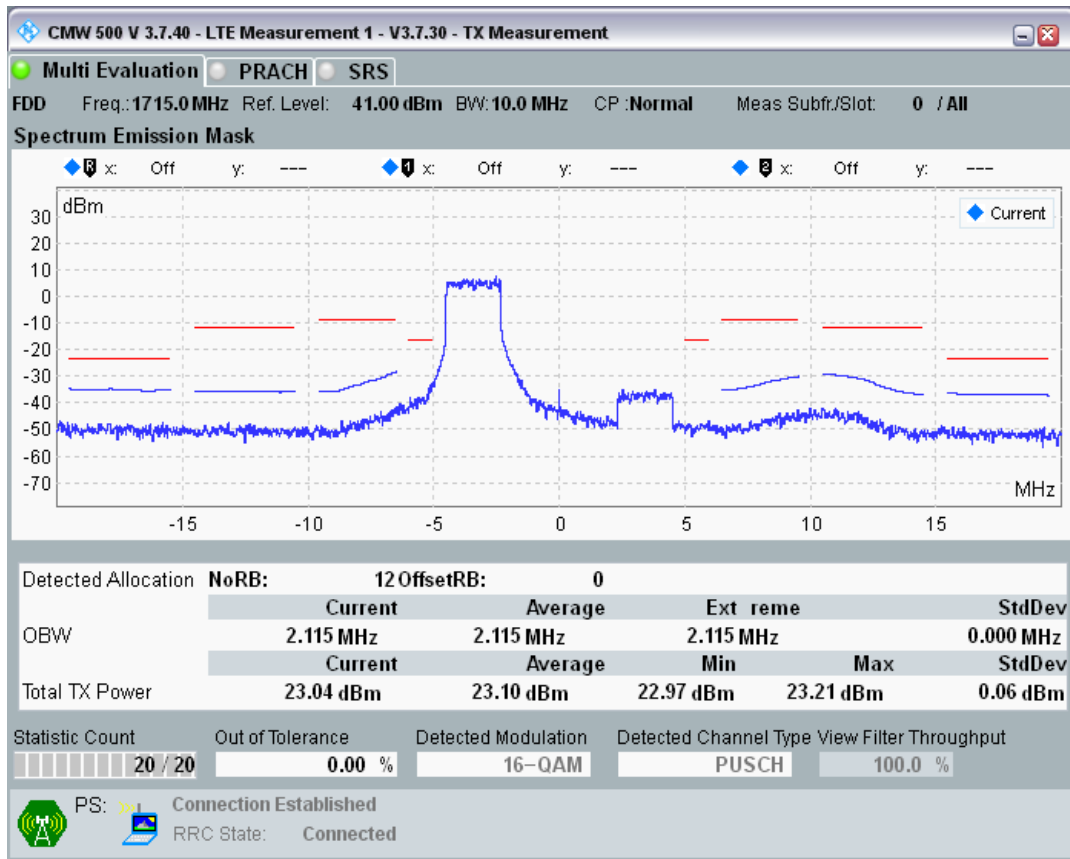 CMW 500 V 3.7.40 - LTE Measurement 1 - V3.7.30 - TX Measurement
Multi Evaluation PRACH SRS
FDD Freq.: 1715.0 MHz Ref. Level: 41.00 dBm BW: 10.0 MHz CP :Normal Meas Subfr./Slot: 0 / All
Spectrum Emission Mask
R x: Off y: --- 1 x: Off y: --- 2 x: Off y: ---
dBm
Current
30
20
10
0
-10
-20
-30
-40
-50
-60
-70
MHz
-15 -10 -5 0 5 10 15
Detected Allocation NoRB: 12 OffsetRB: 0
Current Average Ext reme StdDev
OBW 2.115 MHz 2.115 MHz 2.115 MHz 0.000 MHz
Current Average Min Max StdDev
Total TX Power 23.04 dBm 23.10 dBm 22.97 dBm 23.21 dBm 0.06 dBm
Statistic Count Out of Tolerance Detected Modulation Detected Channel Type View Filter Throughput
20 / 20 0.00 % 16-QAM PUSCH 100.0 %
PS: Connection Established
RRC State: Connected